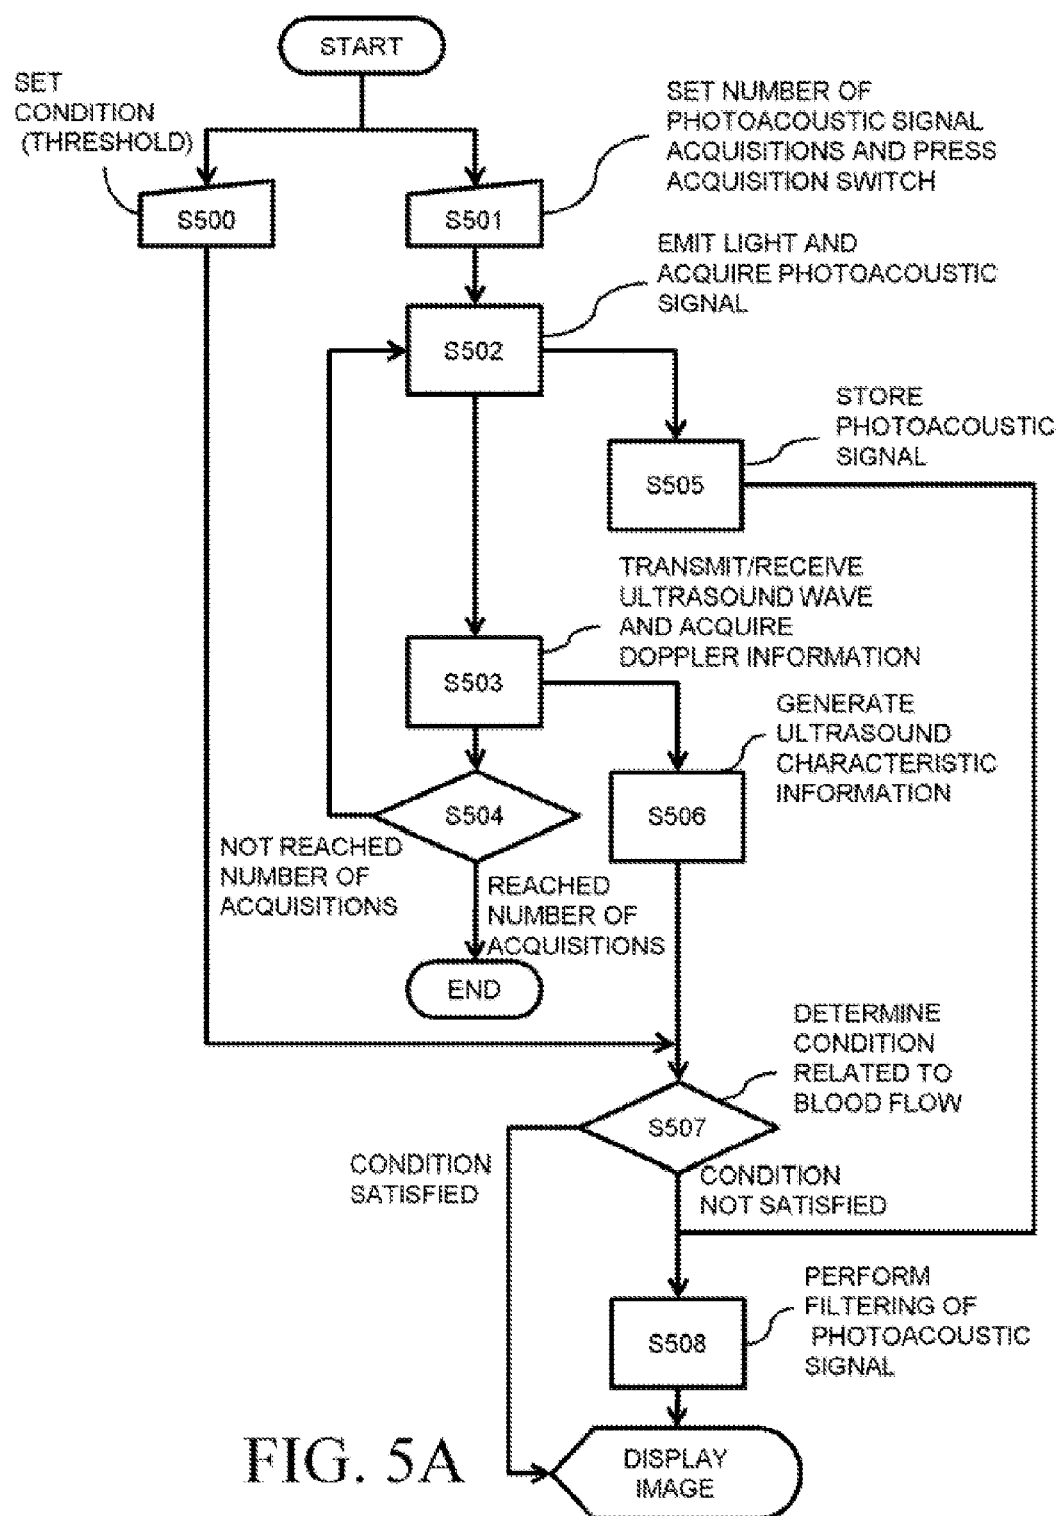 START
SET
CONDITION
(THRESHOLD)
SET NUMBER OF
PHOTOACOUSTIC SIGNAL
ACQUISITIONS AND PRESS
ACQUISITION SWITCH
S500
S501
EMIT LIGHT AND
ACQUIRE PHOTOACOUSTIC
SIGNAL
S502
STORE
PHOTOACOUSTIC
SIGNAL
S505
TRANSMIT/RECEIVE
ULTRASOUND WAVE
AND ACQUIRE
DOPPLER INFORMATION
S503
GENERATE
ULTRASOUND
CHARACTERISTIC
INFORMATION
S504
S506
NOT REACHED
NUMBER OF
ACQUISITIONS
REACHED
NUMBER OF
ACQUISITIONS
END
DETERMINE
CONDITION
RELATED TO
BLOOD FLOW
S507
CONDITION
SATISFIED
CONDITION
NOT SATISFIED
PERFORM
FILTERING OF
PHOTOACOUSTIC
SIGNAL
S508
DISPLAY
IMAGE
FIG. 5A